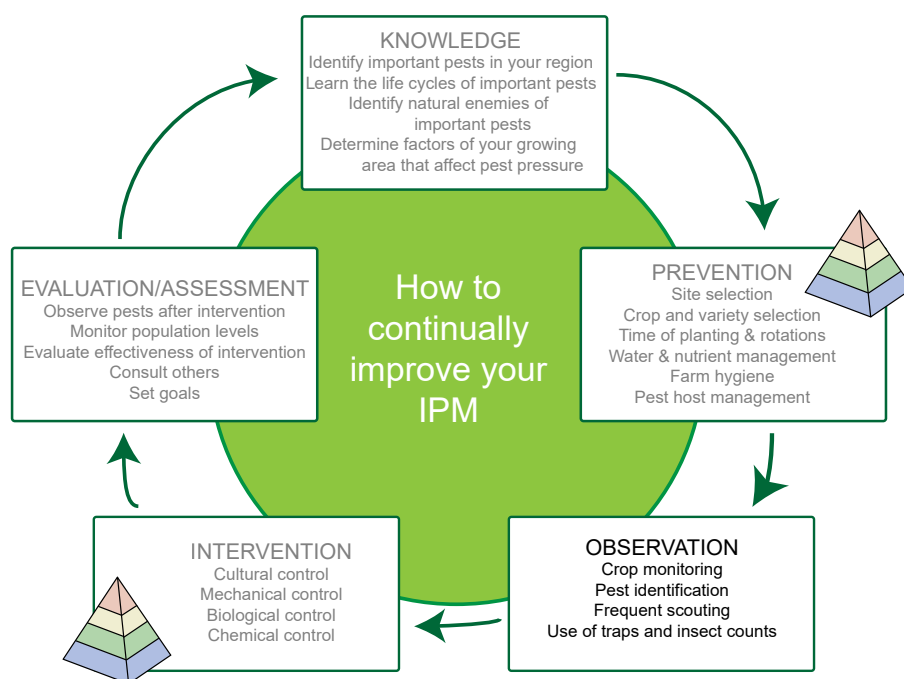 KNOWLEDGE
Identify important pests in your region
Learn the life cycles of important pests
Identify natural enemies of
important pests
Determine factors of your growing
area that affect pest pressure
PREVENTION
Site selection
Crop and variety selection
Time of planting & rotations
Water & nutrient management
Farm hygiene
Pest host management
OBSERVATION
Crop monitoring
Pest identification
Frequent scouting
Use of traps and insect counts
INTERVENTION
Cultural control
Mechanical control
Biological control
Chemical control
EVALUATION/ASSESSMENT
Observe pests after intervention
Monitor population levels
Evaluate effectiveness of intervention
Consult others
Set goals
How to
continually
improve your
IPM